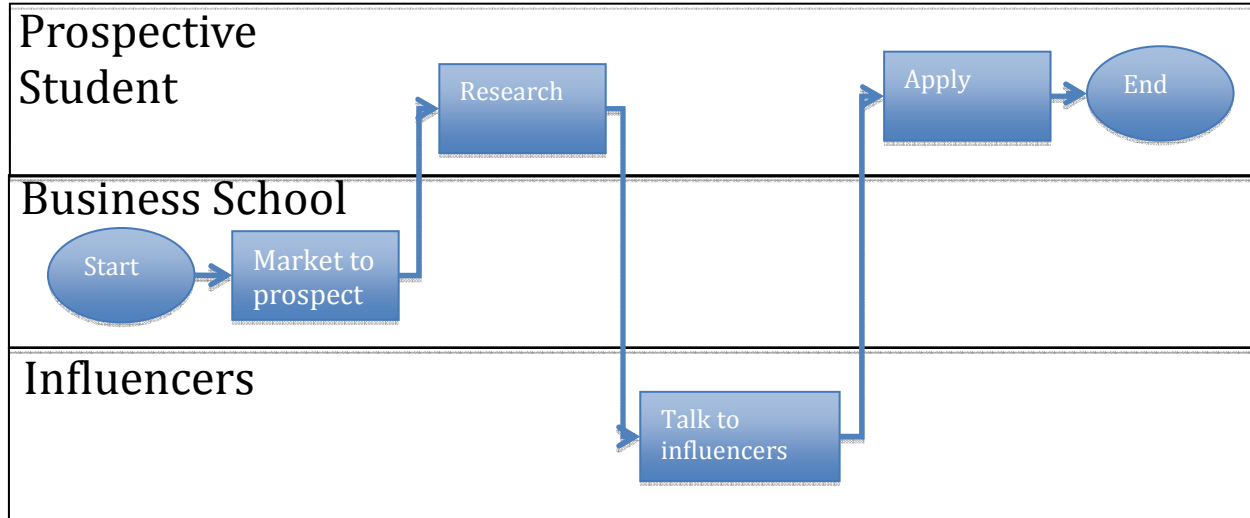 Prospective
Student
Research
Apply
End
Business School
Start
Market to
prospect
Influencers
Talk to
influencers